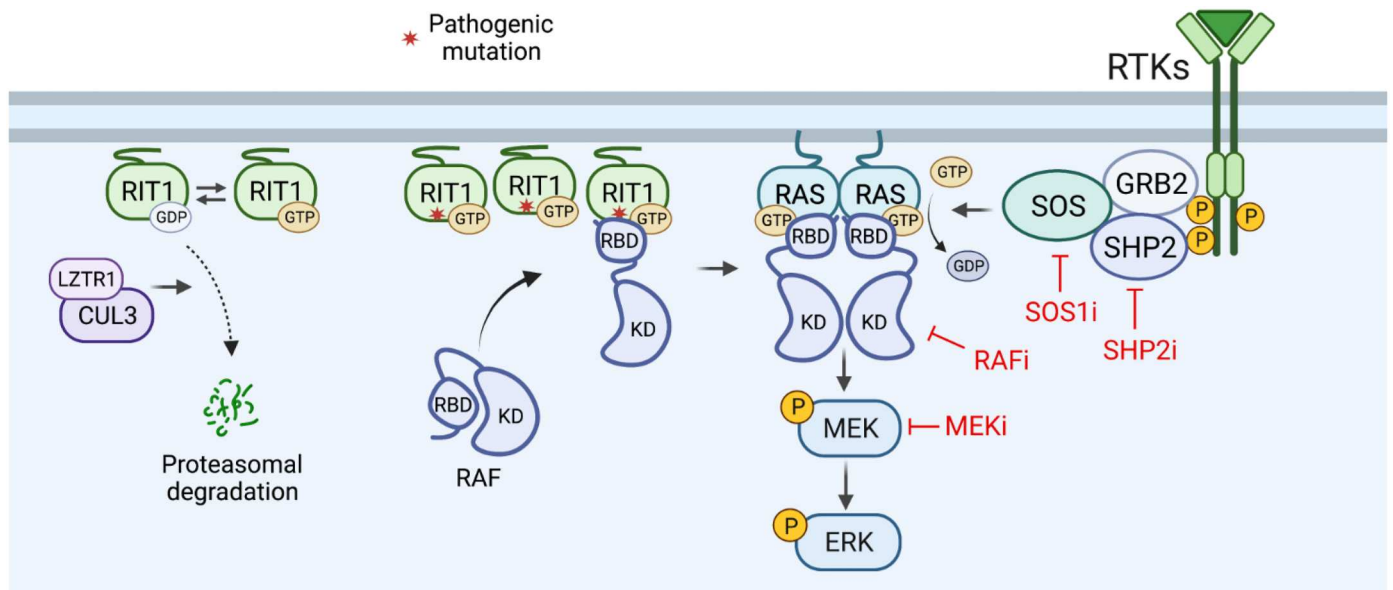 Pathogenic
mutation
RTKs
RIT1
GDP
RIT1
GTP
LZTR1
CUL3
Proteasomal
degradation
RIT1
GTP
RIT1
GTP
RIT1
GTP
RBD
KD
RBD
KD
RAF
RAS
RAS
GTP
GTP
RBD
RBD
KD
KD
GTP
GDP
SOS
GRB2
SHP2
P
P
P
SOS1i
SHP2i
RAFi
P
MEK
MEKi
P
ERK